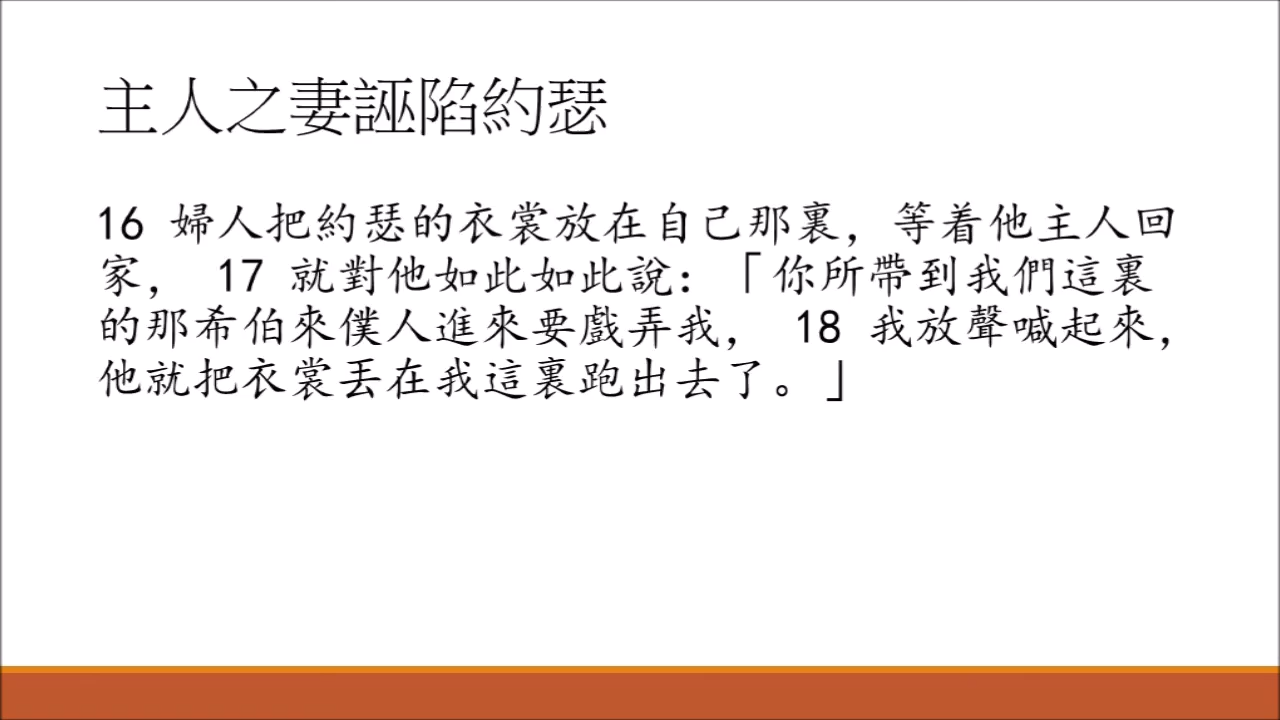 主人之妻誣陷約瑟
16 婦人把約瑟的衣裳放在自己那裏，等着他主人回
家， 17 就對他如此如此說：「你所帶到我們這裏
的那希伯來僕人進來要戲弄我， 18 我放聲喊起來，
他就把衣裳丟在我這裏跑出去了。」